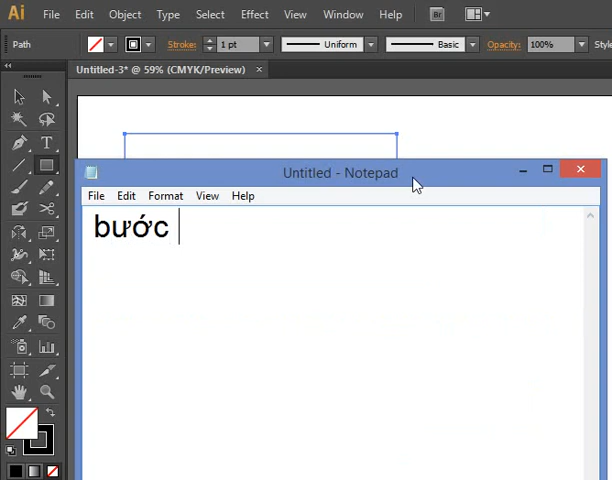 Ai File Edit Object Type Select Effect View Window Help Br
Path Stroke: 1 pt Uniform Basic Opacity: 100% Style
Untitled-3* @ 59% (CMYK/Preview) ×
Untitled - Notepad
File Edit Format View Help
bước